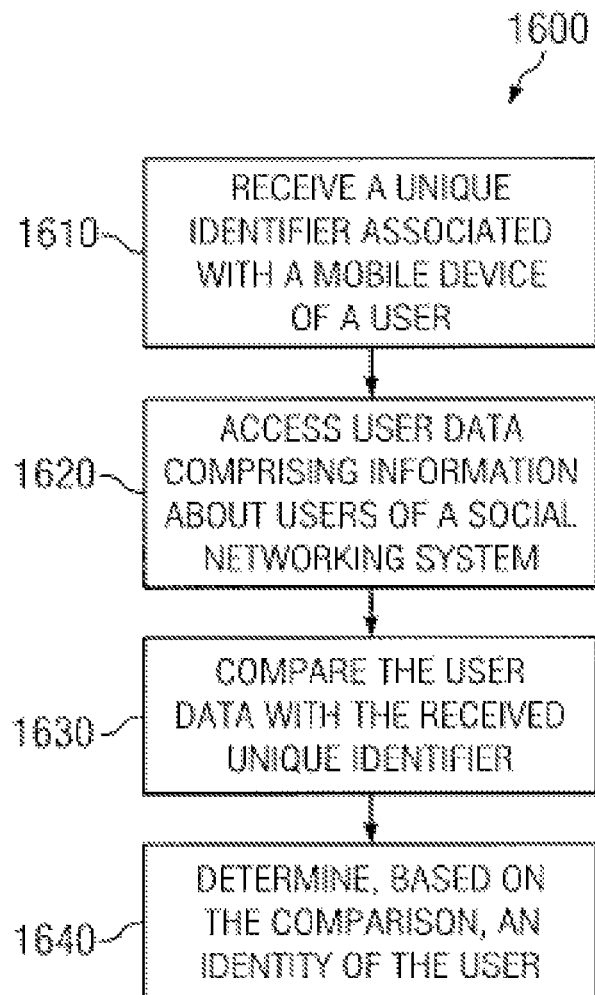 1600
1610
RECEIVE A UNIQUE
IDENTIFIER ASSOCIATED
WITH A MOBILE DEVICE
OF A USER
1620
ACCESS USER DATA
COMPRISING INFORMATION
ABOUT USERS OF A SOCIAL
NETWORKING SYSTEM
1630
COMPARE THE USER
DATA WITH THE RECEIVED
UNIQUE IDENTIFIER
1640
DETERMINE, BASED ON
THE COMPARISON, AN
IDENTITY OF THE USER